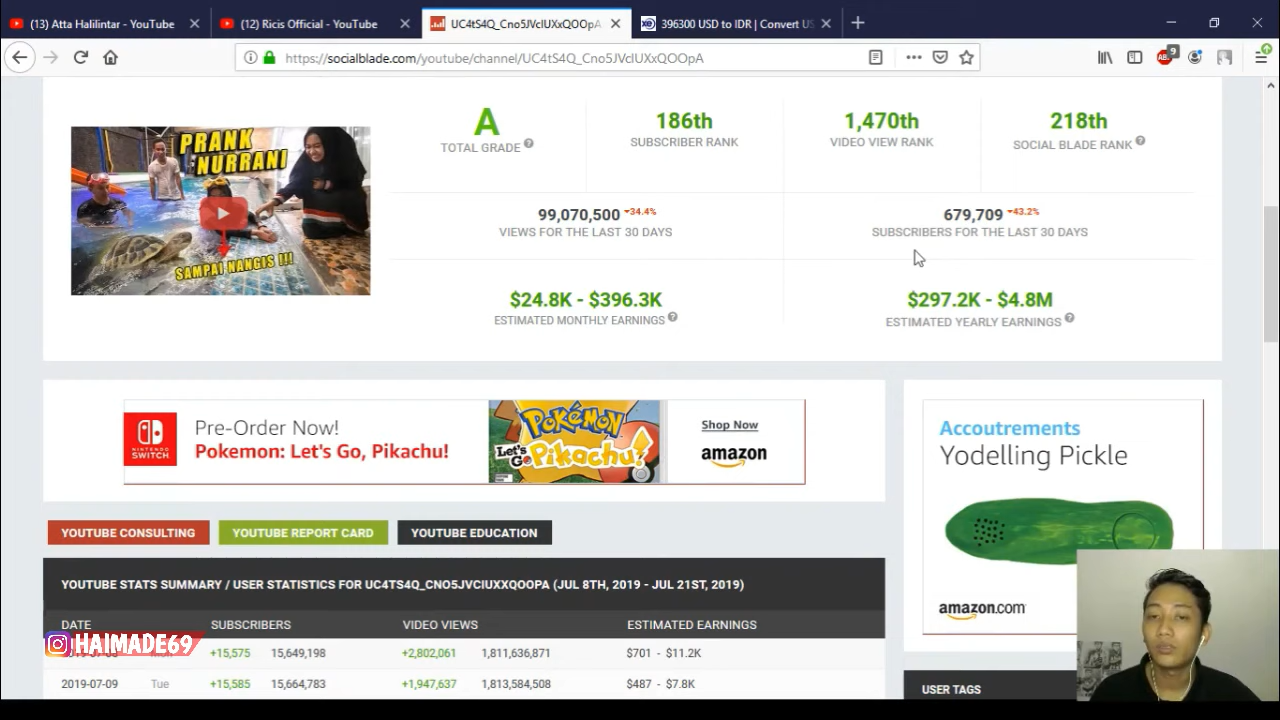 (13) Atta Halilintar - YouTube
(12) Ricis Official - YouTube
UC4tS4Q_Cno5JVcIUXxQOOpA
396300 USD to IDR | Convert US
https://socialblade.com/youtube/channel/UC4tS4Q_Cno5JVcIUXxQOOpA
9
PRANK
NURRANI
SAMPAI NANGIS !!!
A
TOTAL GRADE
186th
SUBSCRIBER RANK
1,470th
VIDEO VIEW RANK
218th
SOCIAL BLADE RANK
99,070,500 34.4%
VIEWS FOR THE LAST 30 DAYS
679,709 43.2%
SUBSCRIBERS FOR THE LAST 30 DAYS
$24.8K - $396.3K
ESTIMATED MONTHLY EARNINGS
$297.2K - $4.8M
ESTIMATED YEARLY EARNINGS
NINTENDO
SWITCH
Pre-Order Now!
Pokemon: Let's Go, Pikachu!
POKÉMON
Let's Go Pikachu!
Shop Now
amazon
Accoutrements
Yodelling Pickle
amazon.com
YOUTUBE CONSULTING
YOUTUBE REPORT CARD
YOUTUBE EDUCATION
YOUTUBE STATS SUMMARY / USER STATISTICS FOR UC4TS4Q_CNO5JVCIUXXQOOPA (JUL 8TH, 2019 - JUL 21ST, 2019)
DATE SUBSCRIBERS VIDEO VIEWS ESTIMATED EARNINGS
HAIMADE69
+15,575 15,649,198 +2,802,061 1,811,636,871 $701 - $11.2K
2019-07-09 Tue +15,585 15,664,783 +1,947,637 1,813,584,508 $487 - $7.8K
USER TAGS